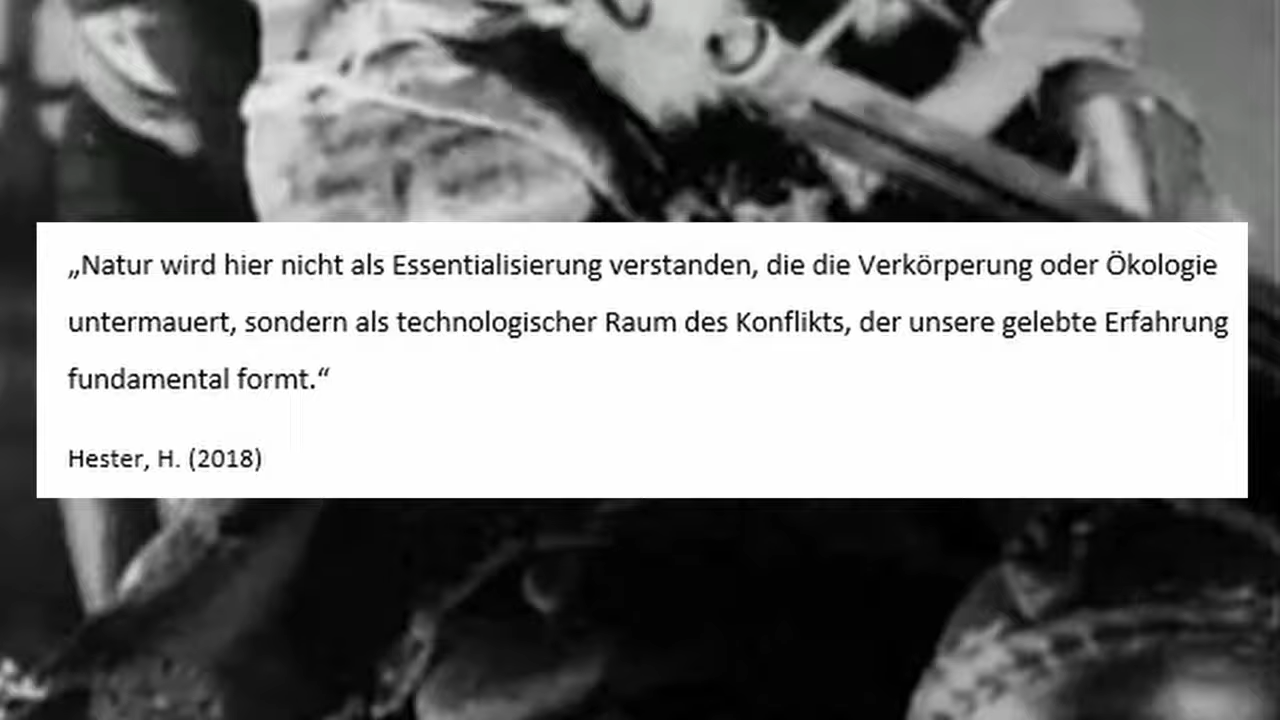 „Natur wird hier nicht als Essentialisierung verstanden, die die Verkörperung oder Ökologie
untermauert, sondern als technologischer Raum des Konflikts, der unsere gelebte Erfahrung
fundamental formt.“
Hester, H. (2018)